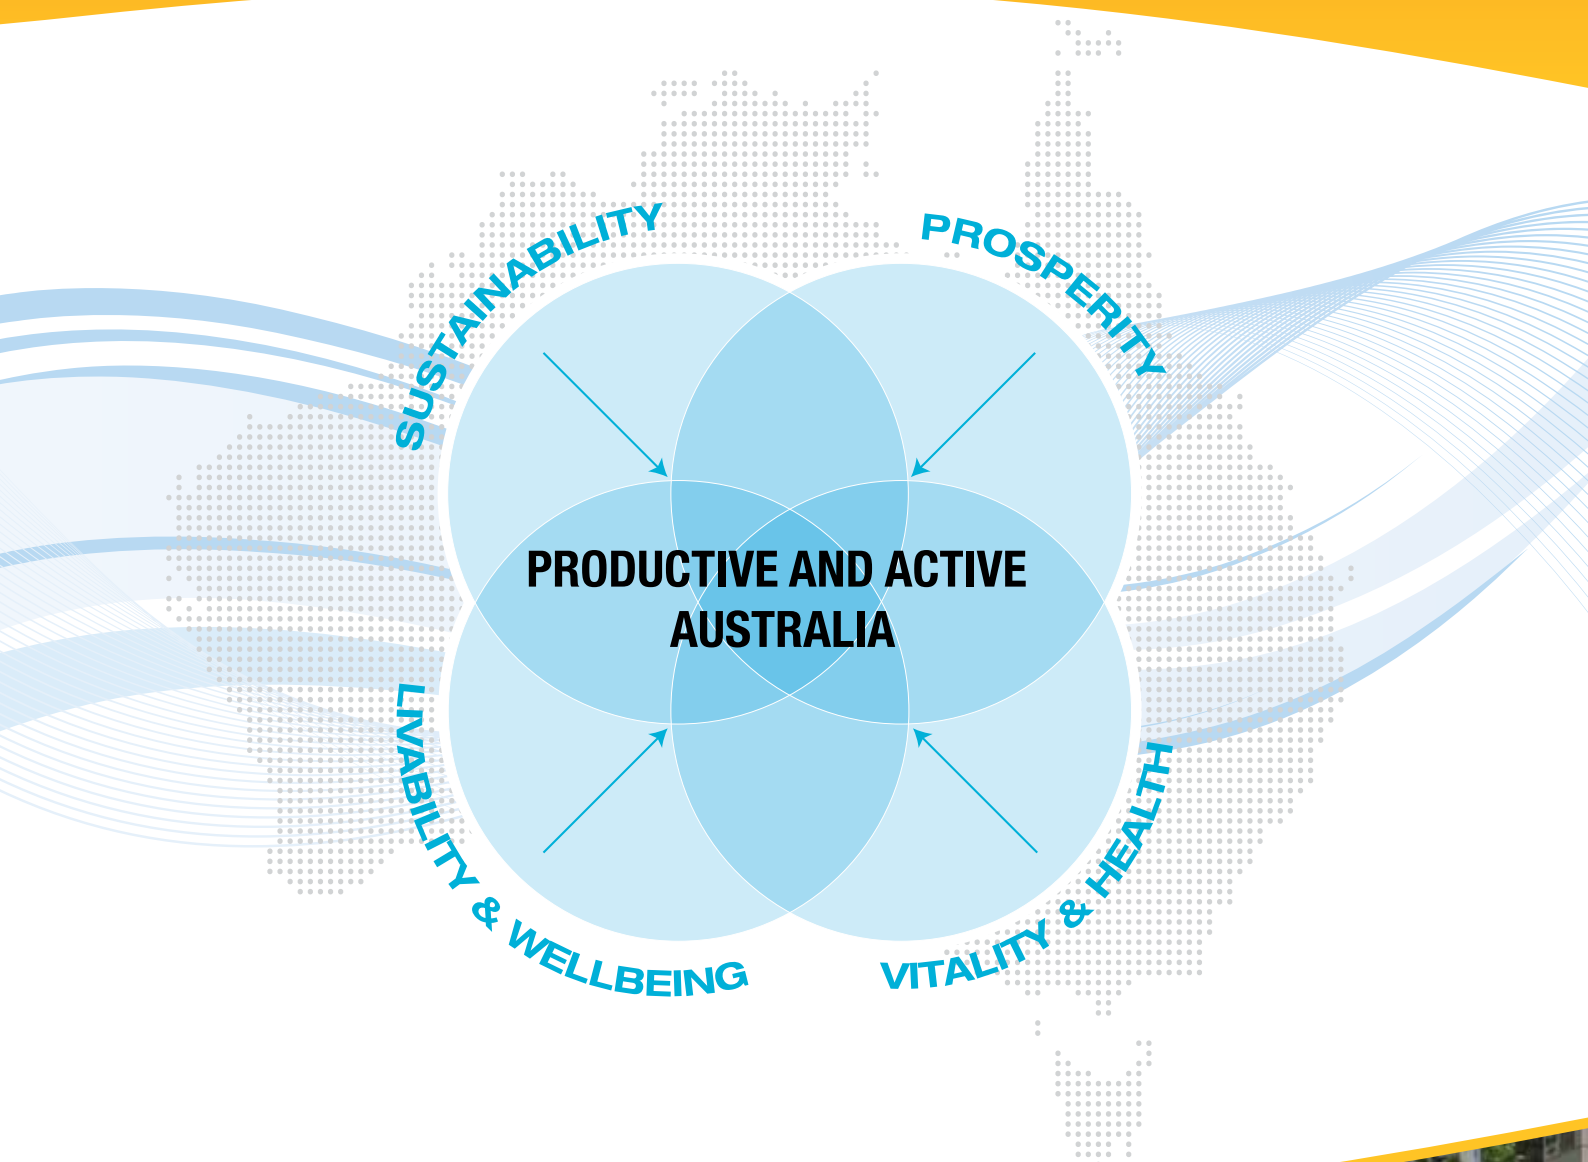 SUSTAINABILITY
PROSPERITY
PRODUCTIVE AND ACTIVE
AUSTRALIA
LIVABILITY & WELLBEING
VITALITY & HEALTH